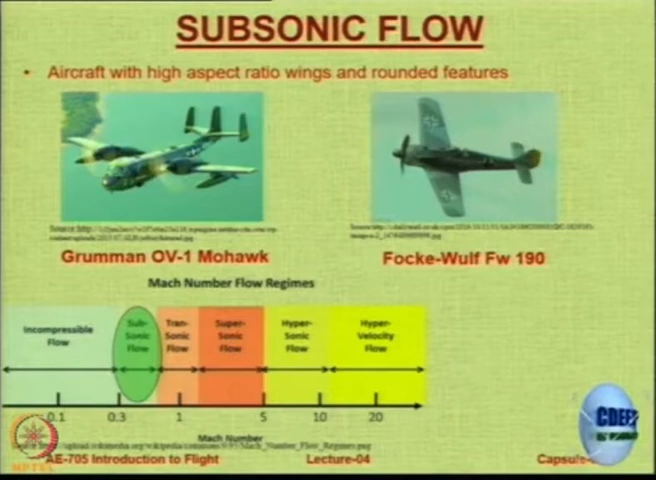 SUBSONIC FLOW
• Aircraft with high aspect ratio wings and rounded features
Grumman OV-1 Mohawk
Focke-Wulf Fw 190
Mach Number Flow Regimes
Incompressible
Flow
Sub-
Sonic
Flow
Tran-
Sonic
Flow
Super-
Sonic
Flow
Hyper-
Sonic
Flow
Hyper-
Velocity
Flow
0.1 0.3 1 5 10 20
Mach Number
AE-705 Introduction to Flight
Lecture-04
NPTEL
CDEEP